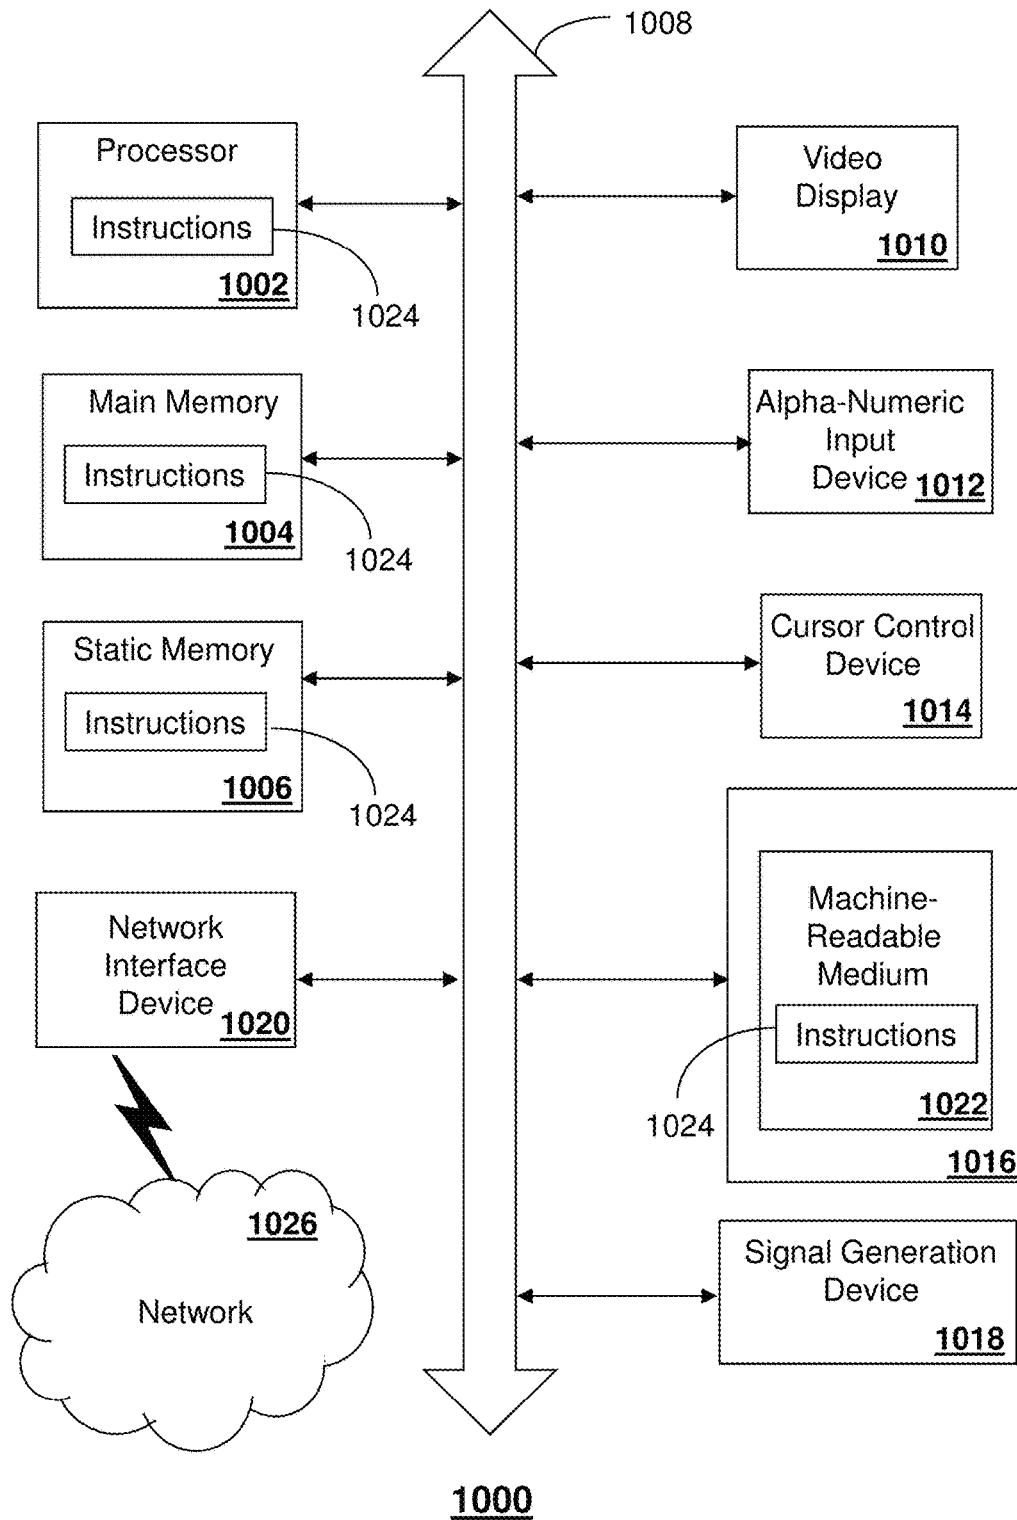 1008
Processor
Instructions
1002
1024
Video
Display
1010
Main Memory
Instructions
1004
1024
Alpha-Numeric
Input
Device
1012
Static Memory
Instructions
1006
1024
Cursor Control
Device
1014
Network
Interface
Device
1020
Machine-
Readable
Medium
Instructions
1022
1024
1016
1026
Network
Signal Generation
Device
1018
1000